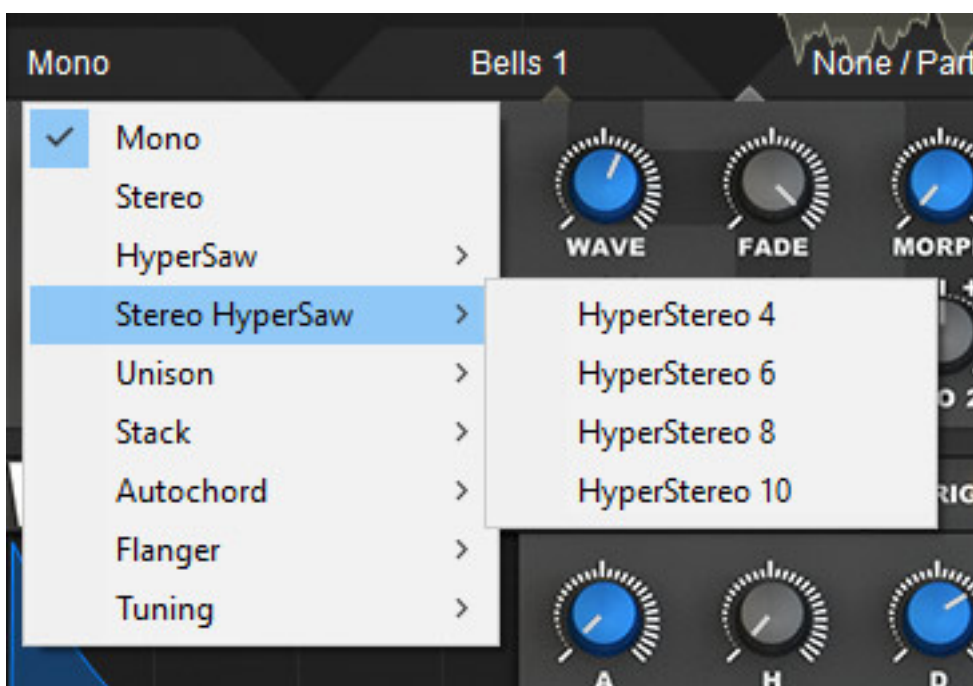 Mono
Bells 1
None / Part
Mono
Stereo
HyperSaw
Stereo HyperSaw
Unison
Stack
Autochord
Flanger
Tuning
HyperStereo 4
HyperStereo 6
HyperStereo 8
HyperStereo 10
WAVE
FADE
MORP
A
H
D